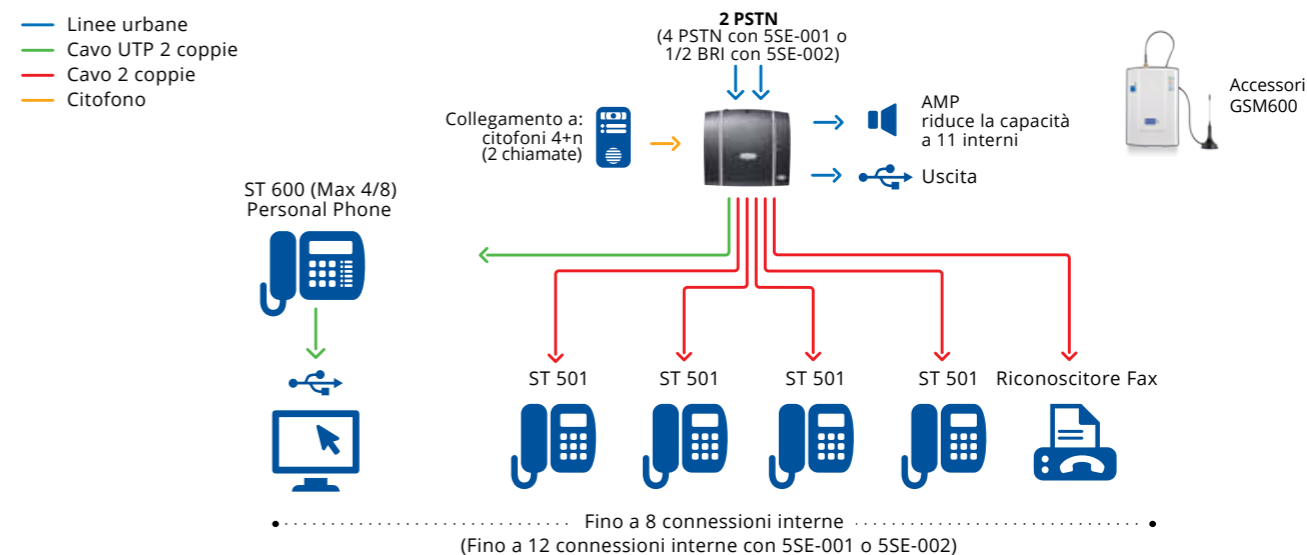 Linee urbane
Cavo UTP 2 coppie
Cavo 2 coppie
Citofono
2 PSTN
(4 PSTN con 5SE-001 o
1/2 BRI con 5SE-002)
Accessori
GSM600
Collegamento a:
citofoni 4+n
(2 chiamate)
AMP
riduce la capacità
a 11 interni
Uscita
ST 600 (Max 4/8)
Personal Phone
ST 501
ST 501
ST 501
ST 501
Riconoscitore Fax
Fino a 8 connessioni interne
(Fino a 12 connessioni interne con 5SE-001 o 5SE-002)